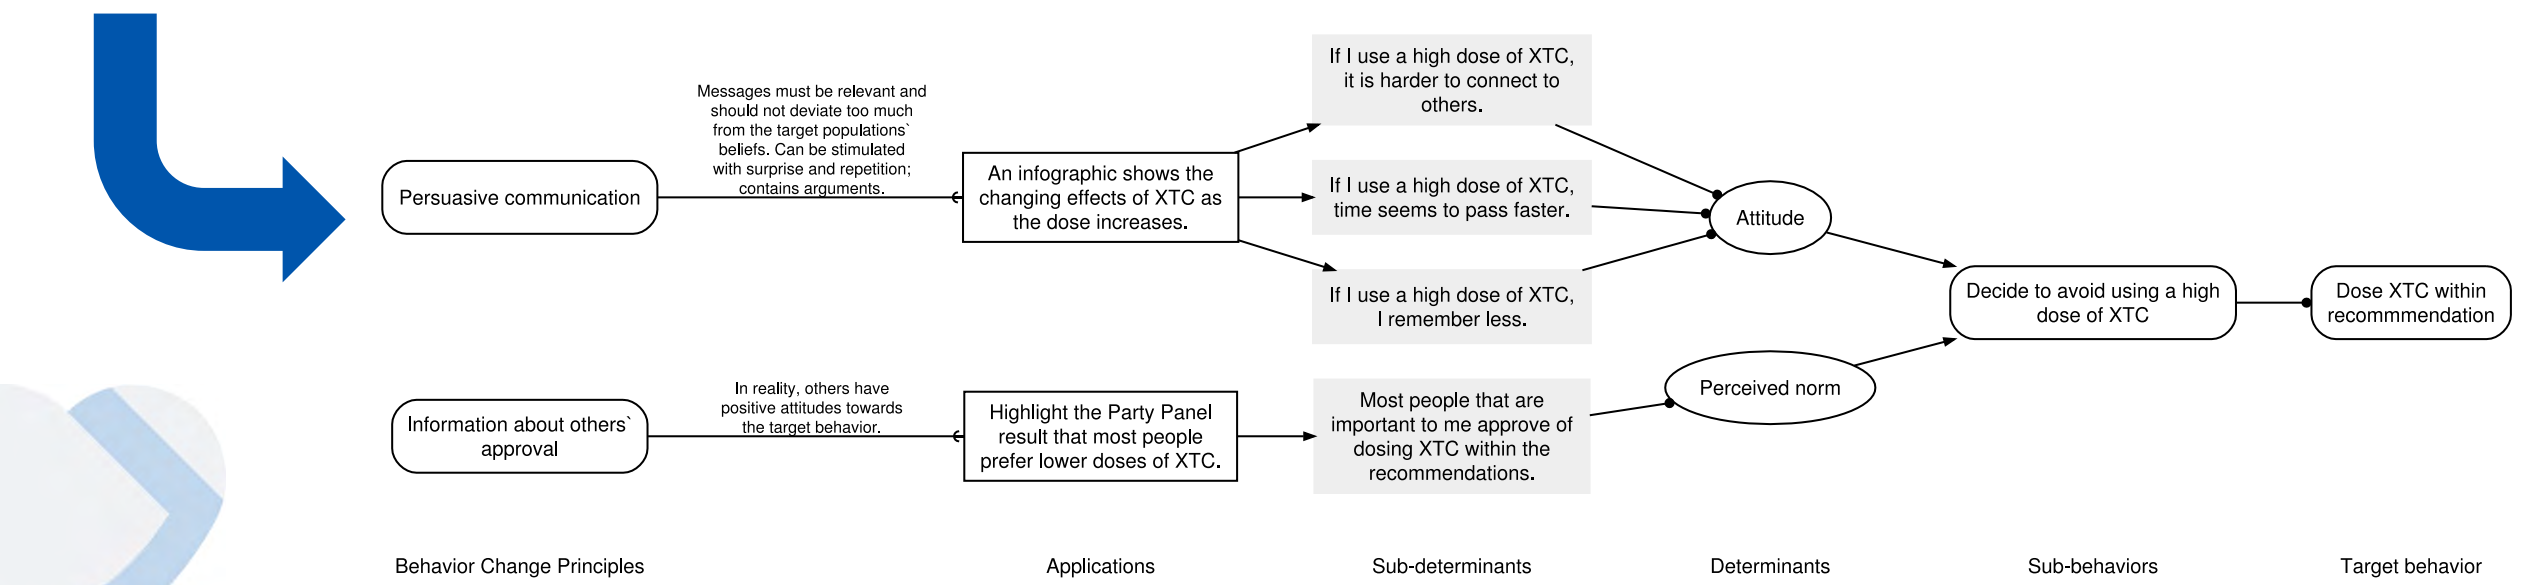 Messages must be relevant and
should not deviate too much
from the target populations`
beliefs. Can be stimulated
with surprise and repetition;
contains arguments.
Persuasive communication
An infographic shows the
changing effects of XTC as
the dose increases.
If I use a high dose of XTC,
it is harder to connect to
others.
If I use a high dose of XTC,
time seems to pass faster.
If I use a high dose of XTC,
I remember less.
Attitude
Decide to avoid using a high
dose of XTC
Dose XTC within
recommmendation
In reality, others have
positive attitudes towards
the target behavior.
Information about others`
approval
Highlight the Party Panel
result that most people
prefer lower doses of XTC.
Most people that are
important to me approve of
dosing XTC within the
recommendations.
Perceived norm
Behavior Change Principles
Applications
Sub-determinants
Determinants
Sub-behaviors
Target behavior